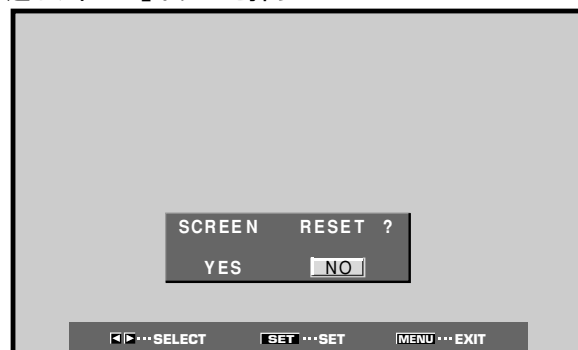 SCREEN RESET ?
YES NO
◀▶···SELECT SET···SET MENU···EXIT